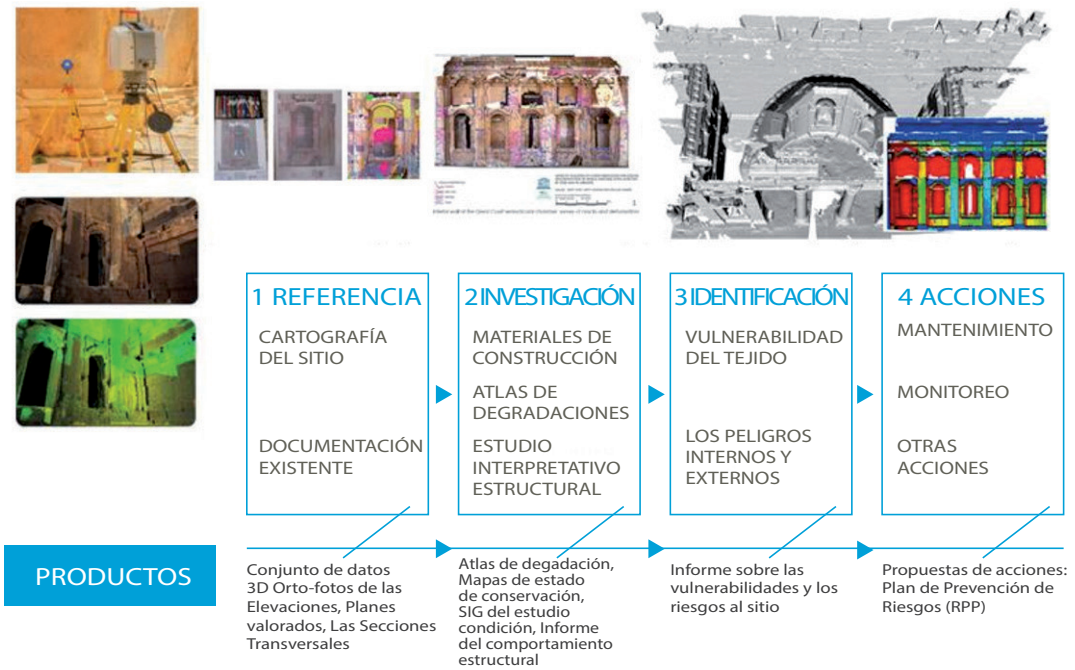 1 REFERENCIA
CARTOGRAFÍA
DEL SITIO
DOCUMENTACIÓN
EXISTENTE
2 INVESTIGACIÓN
MATERIALES DE
CONSTRUCCIÓN
ATLAS DE
DEGRADACIONES
ESTUDIO
INTERPRETATIVO
ESTRUCTURAL
3 IDENTIFICACIÓN
VULNERABILIDAD
DEL TEJIDO
LOS PELIGROS
INTERNOS Y
EXTERNOS
4 ACCIONES
MANTENIMIENTO
MONITOREO
OTRAS
ACCIONES
PRODUCTOS
Conjunto de datos
3D Orto-fotos de las
Elevaciones, Planes
valorados, Las Secciones
Transversales
Atlas de degadación,
Mapas de estado
de conservación,
SIG del estudio
condición, Informe
del comportamiento
estructural
Informe sobre las
vulnerabilidades y los
riesgos al sitio
Propuestas de acciones:
Plan de Prevención de
Riesgos (RPP)